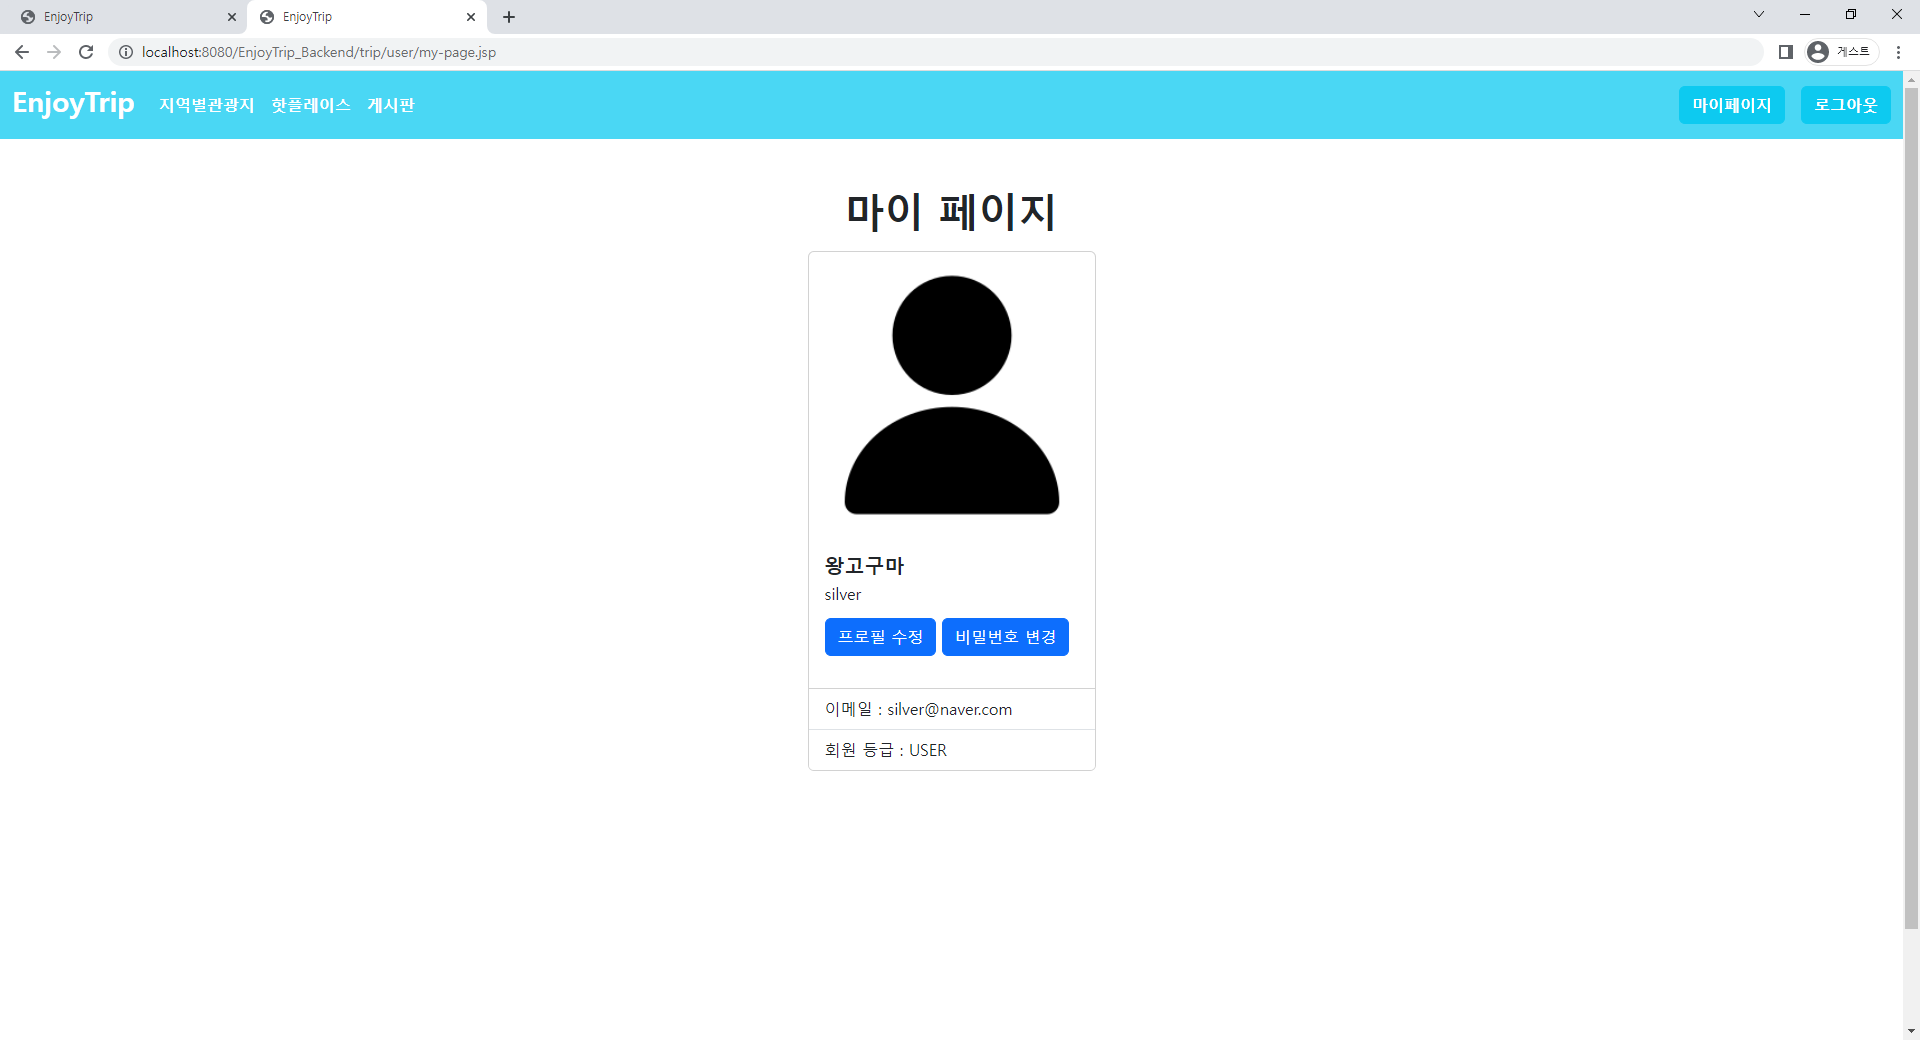 EnjoyTrip
EnjoyTrip
localhost:8080/EnjoyTrip_Backend/trip/user/my-page.jsp
게스트
EnjoyTrip 지역별관광지 핫플레이스 게시판 마이페이지 로그아웃
마이 페이지
왕고구마
silver
프로필 수정 비밀번호 변경
이메일 : silver@naver.com
회원 등급 : USER